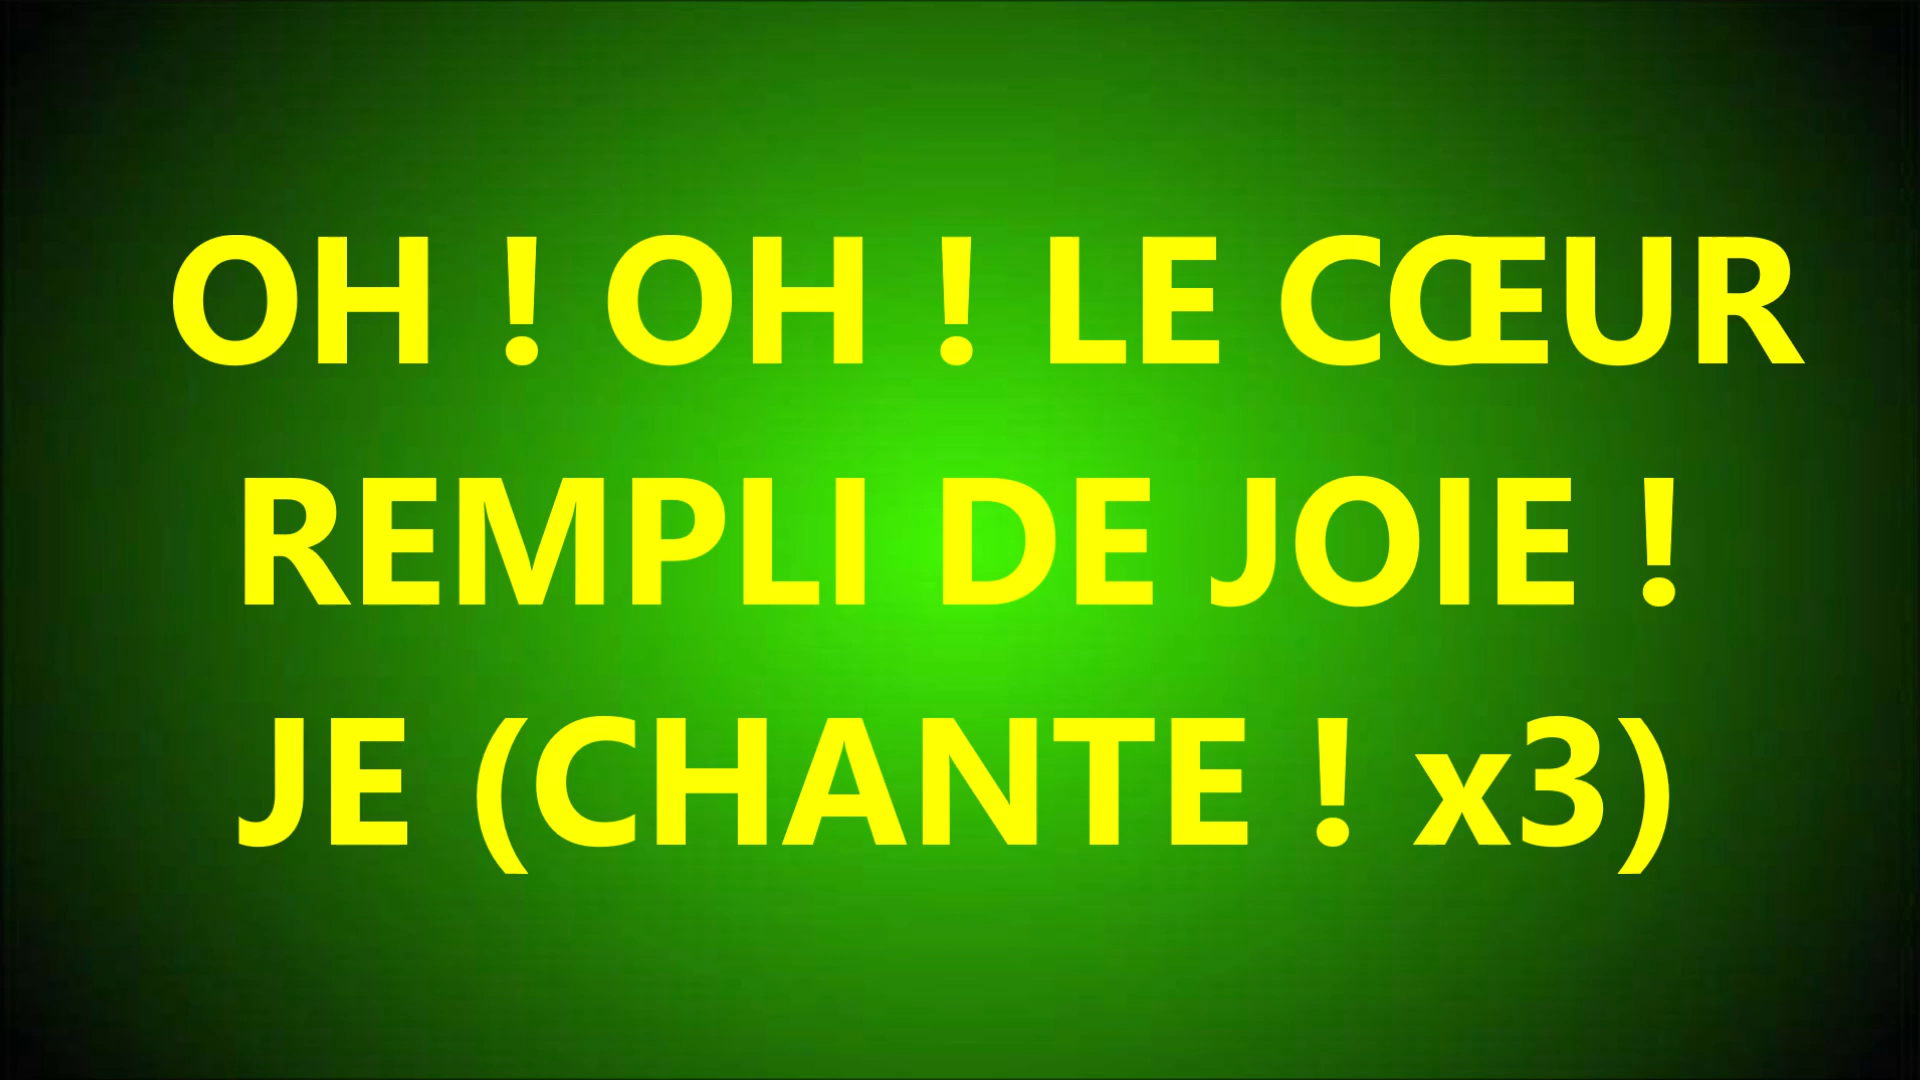 OH ! OH ! LE CŒUR
REMPLI DE JOIE !
JE (CHANTE ! x3)